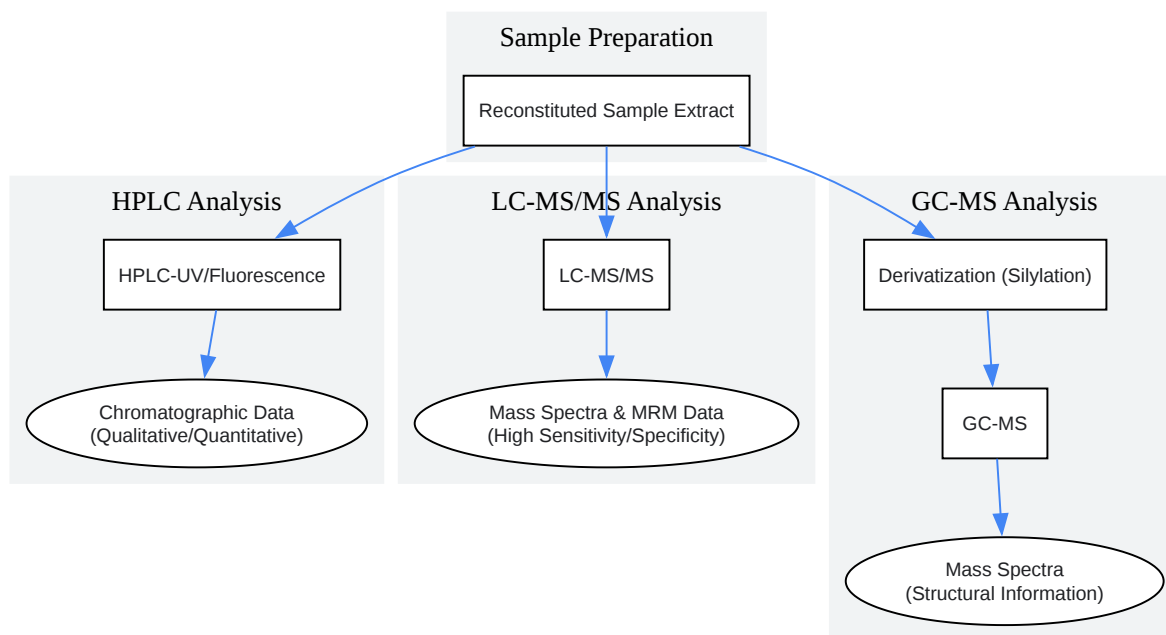 Sample Preparation
Reconstituted Sample Extract
HPLC Analysis
HPLC-UV/Fluorescence
Chromatographic Data
(Qualitative/Quantitative)
LC-MS/MS Analysis
LC-MS/MS
Mass Spectra & MRM Data
(High Sensitivity/Specificity)
GC-MS Analysis
Derivatization (Silylation)
GC-MS
Mass Spectra
(Structural Information)